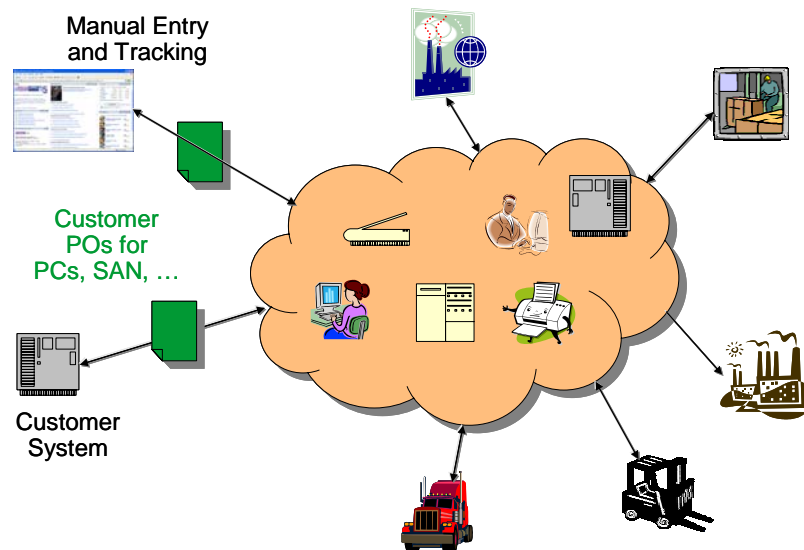 Manual Entry
and Tracking
Customer
POs for
PCs, SAN, …
Customer
System